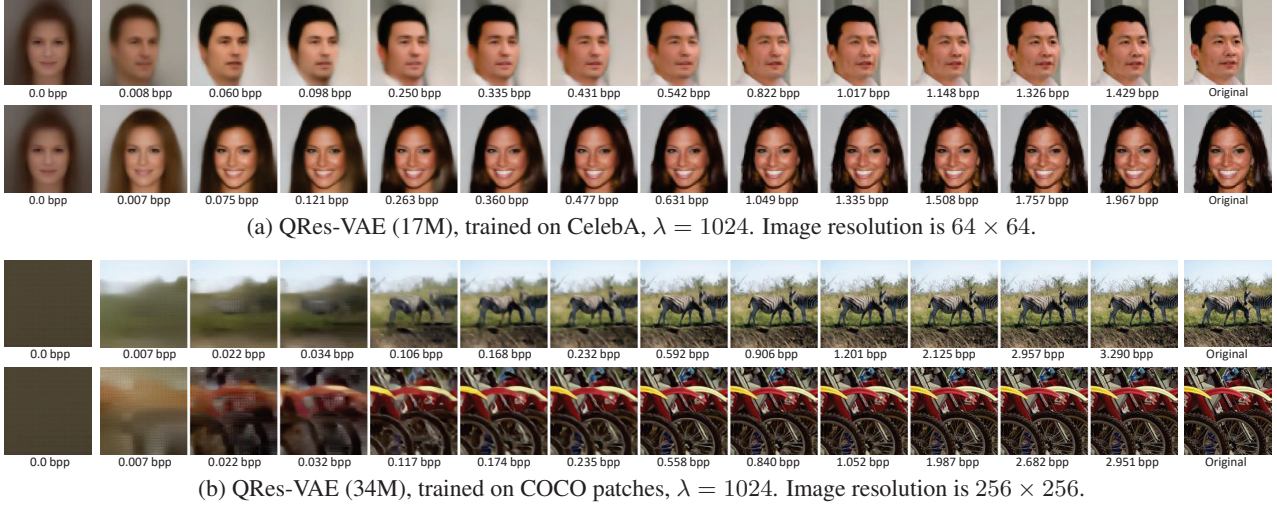 0.0 bpp 0.008 bpp 0.060 bpp 0.098 bpp 0.250 bpp 0.335 bpp 0.431 bpp 0.542 bpp 0.822 bpp 1.017 bpp 1.148 bpp 1.326 bpp 1.429 bpp Original
0.0 bpp 0.007 bpp 0.075 bpp 0.121 bpp 0.263 bpp 0.360 bpp 0.477 bpp 0.631 bpp 1.049 bpp 1.335 bpp 1.508 bpp 1.757 bpp 1.967 bpp Original
(a) QRes-VAE (17M), trained on CelebA, λ = 1024. Image resolution is 64 × 64.
0.0 bpp 0.007 bpp 0.022 bpp 0.034 bpp 0.106 bpp 0.168 bpp 0.232 bpp 0.592 bpp 0.906 bpp 1.201 bpp 2.125 bpp 2.957 bpp 3.290 bpp Original
0.0 bpp 0.007 bpp 0.022 bpp 0.032 bpp 0.117 bpp 0.174 bpp 0.235 bpp 0.558 bpp 0.840 bpp 1.052 bpp 1.987 bpp 2.682 bpp 2.951 bpp Original
(b) QRes-VAE (34M), trained on COCO patches, λ = 1024. Image resolution is 256 × 256.